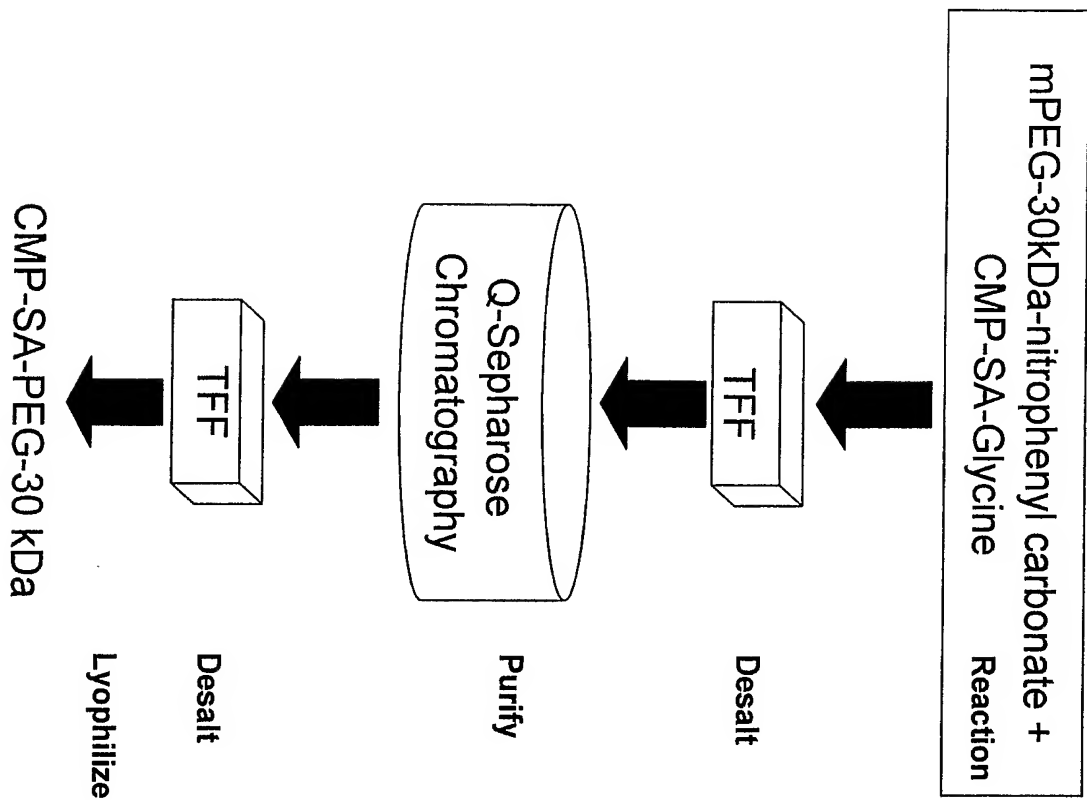 mPEG-30kDa-nitrophenyl carbonate +
CMP-SA-Glycine
Reaction
TFF
Desalt
Q-Sepharose
Chromatography
Purify
TFF
Desalt
Lyophilize
CMP-SA-PEG-30 kDa